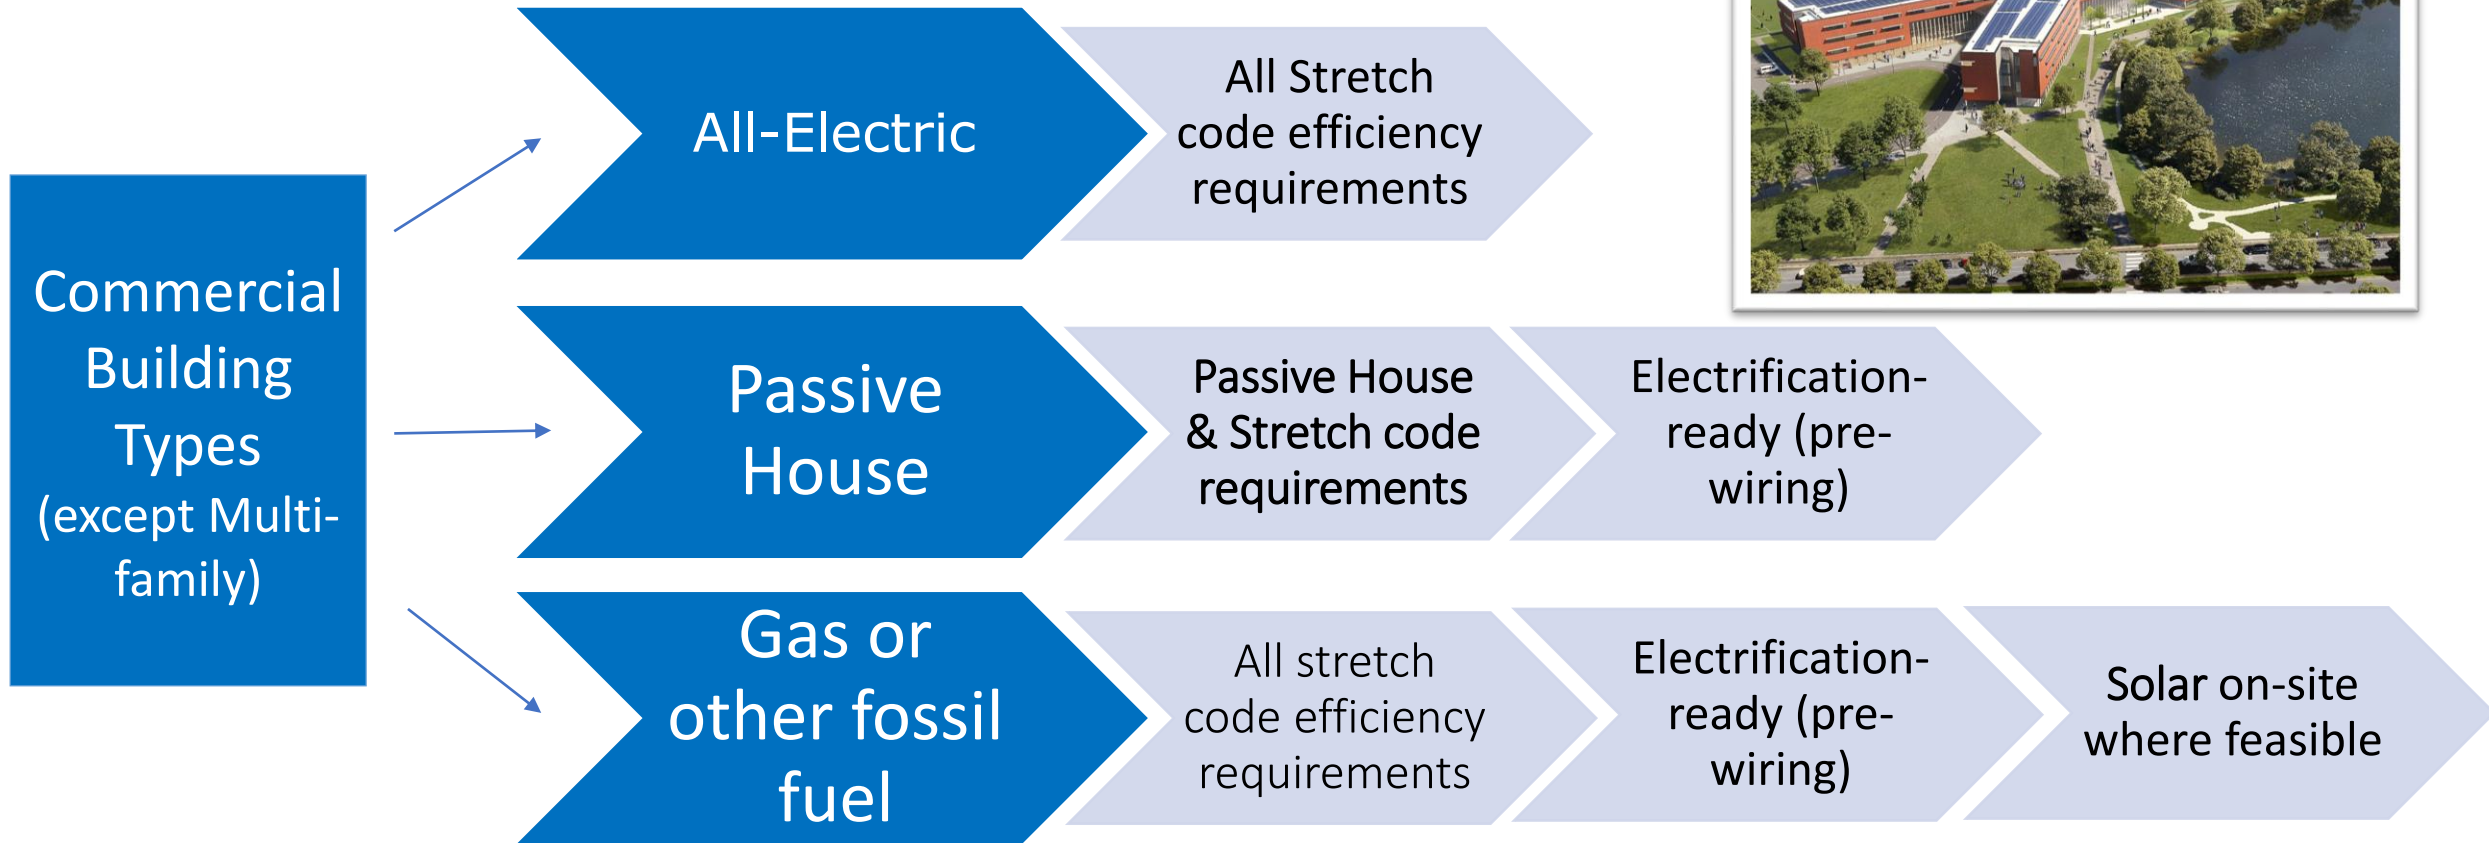 Commercial
Building
Types
(except Multi-
family)
All-Electric
All Stretch
code efficiency
requirements
Passive
House
Passive House
& Stretch code
requirements
Electrification-
ready (pre-
wiring)
Gas or
other fossil
fuel
All stretch
code efficiency
requirements
Electrification-
ready (pre-
wiring)
Solar on-site
where feasible